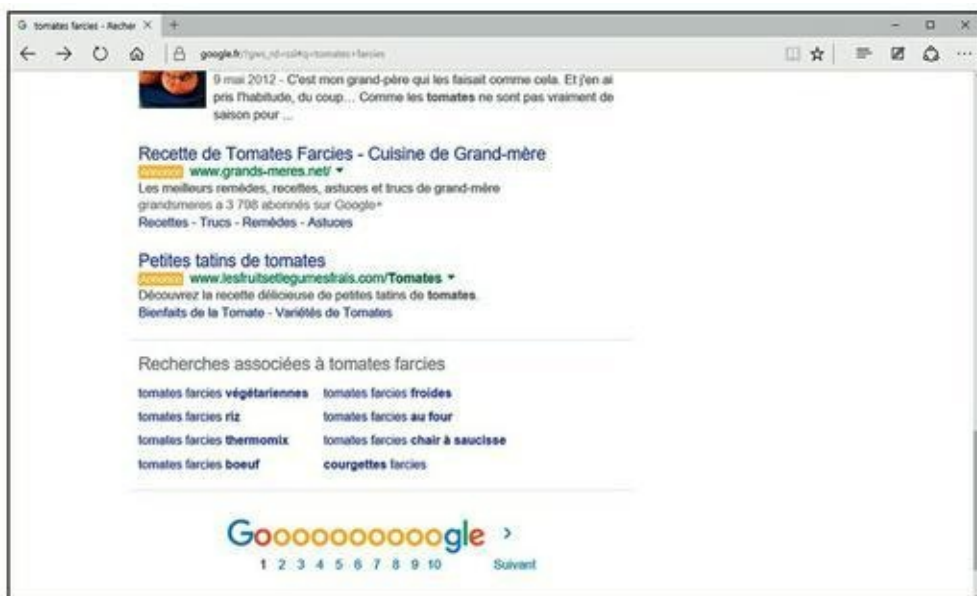 tomates farcies - Recher
google.fr/?gws_rd=ssl#q=tomates+farcies
9 mai 2012 - C'est mon grand-père qui les faisait comme cela. Et j'en ai
pris l'habitude, du coup... Comme les tomates ne sont pas vraiment de
saison pour ...
Recette de Tomates Farcies - Cuisine de Grand-mère
Annonce www.grands-meres.net/
Les meilleurs remèdes, recettes, astuces et trucs de grand-mère
grandsmeres a 3 798 abonnés sur Google+
Recettes - Trucs - Remèdes - Astuces
Petites tatins de tomates
Annonce www.lesfruitsetlegumesfrais.com/Tomates
Découvrez la recette délicieuse de petites tatins de tomates.
Bienfaits de la Tomate - Variétés de Tomates
Recherches associées à tomates farcies
tomates farcies végétariennes tomates farcies froides
tomates farcies riz tomates farcies au four
tomates farcies thermomix tomates farcies chair à saucisse
tomates farcies boeuf courgettes farcies
Goooooooooogle >
1 2 3 4 5 6 7 8 9 10 Suivant